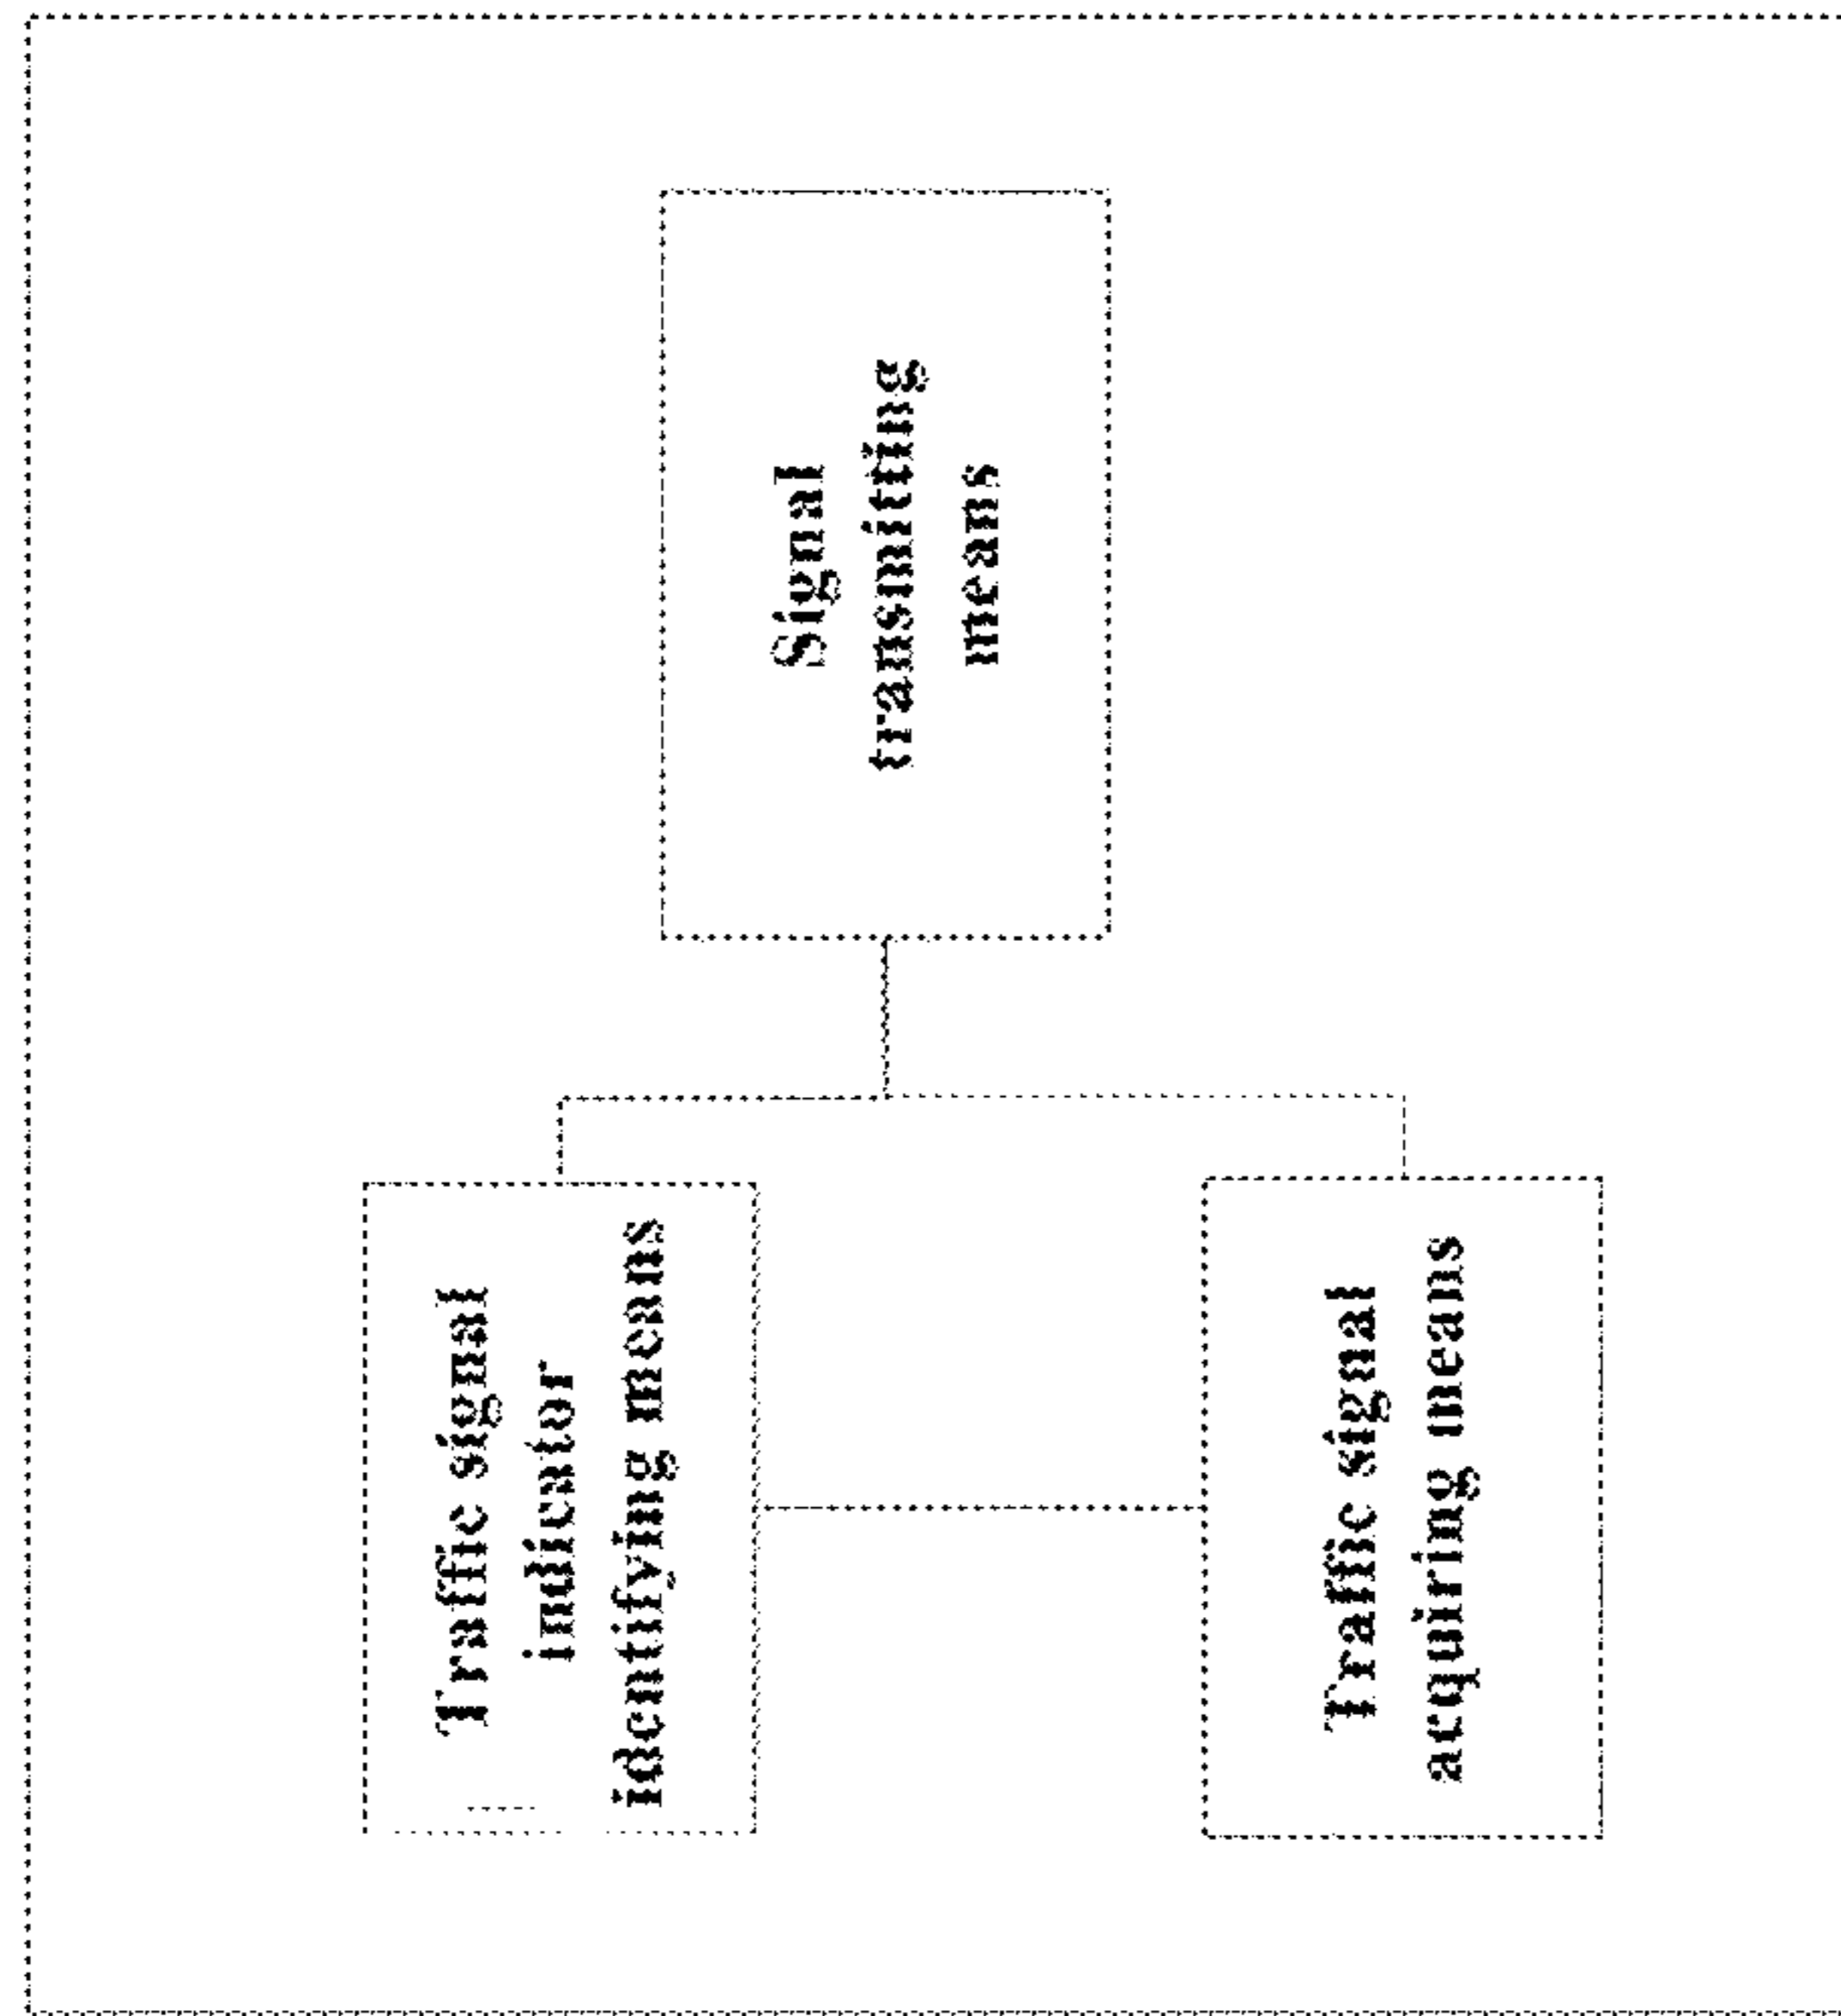 Traffic signal
indicator
identifying means
Signal
transmitting
means
Traffic signal
acquiring means